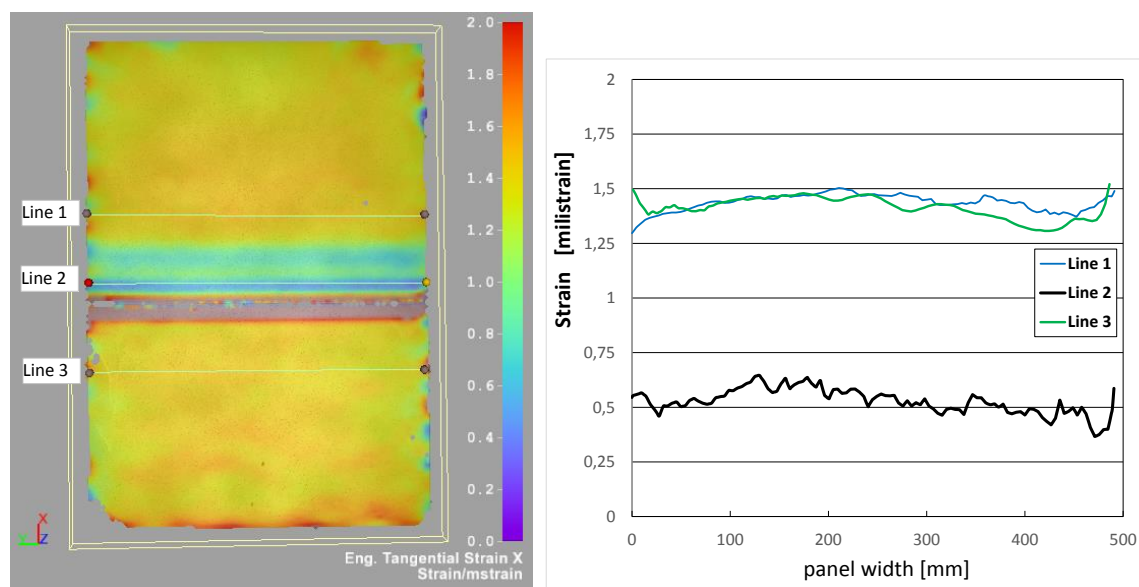 Line 1
Line 2
Line 3
2.0
1.8
1.6
1.4
1.2
1.0
0.8
0.6
0.4
0.2
0.0
X
Y
Z
Eng. Tangential Strain X
Strain/mstrain
Strain [milistrain]
2
1,75
1,5
1,25
1
0,75
0,5
0,25
0
0
100
200
300
400
500
panel width [mm]
Line 1
Line 2
Line 3